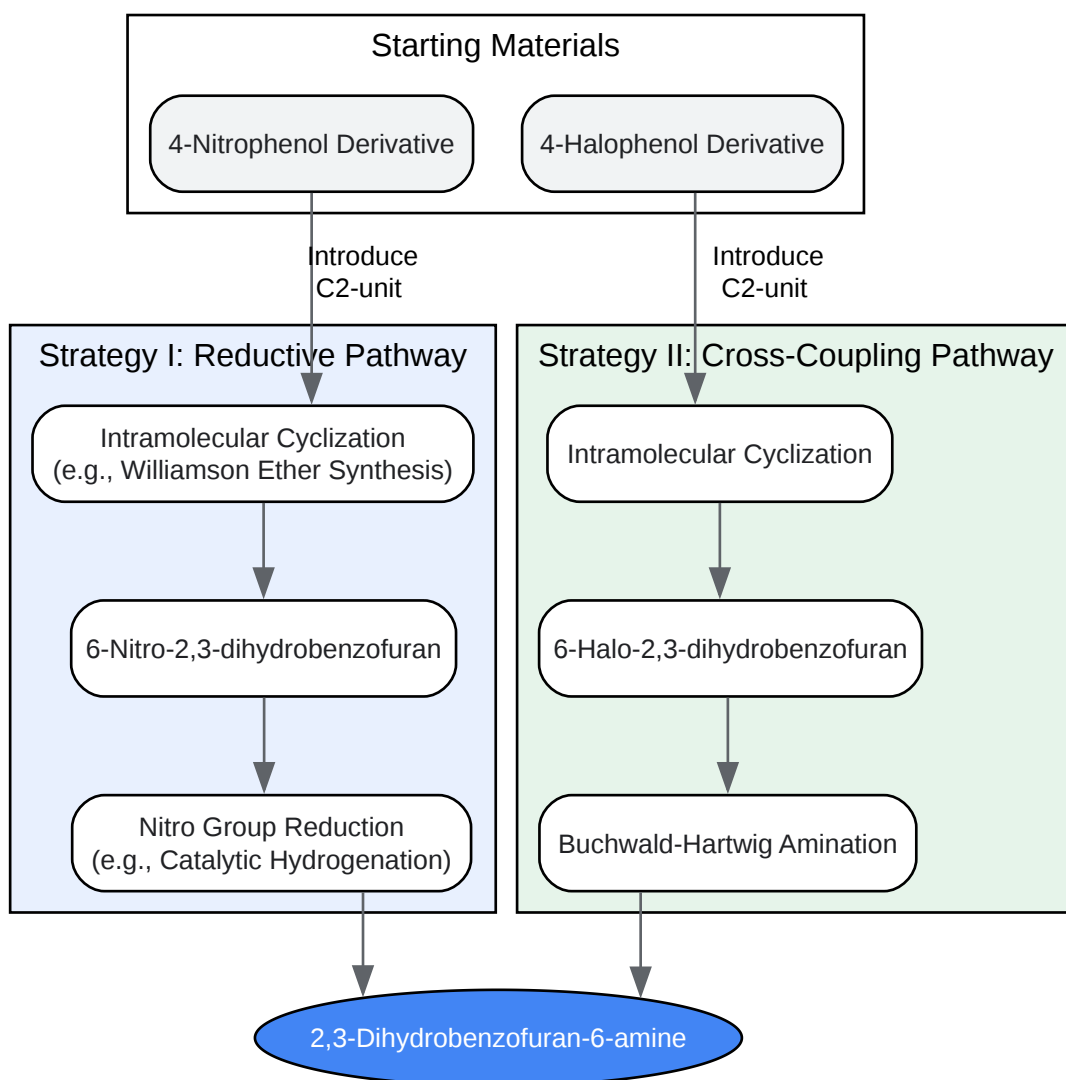 Starting Materials
4-Nitrophenol Derivative
4-Halophenol Derivative
Introduce
C2-unit
Introduce
C2-unit
Strategy I: Reductive Pathway
Strategy II: Cross-Coupling Pathway
Intramolecular Cyclization
(e.g., Williamson Ether Synthesis)
Intramolecular Cyclization
6-Nitro-2,3-dihydrobenzofuran
6-Halo-2,3-dihydrobenzofuran
Nitro Group Reduction
(e.g., Catalytic Hydrogenation)
Buchwald-Hartwig Amination
2,3-Dihydrobenzofuran-6-amine